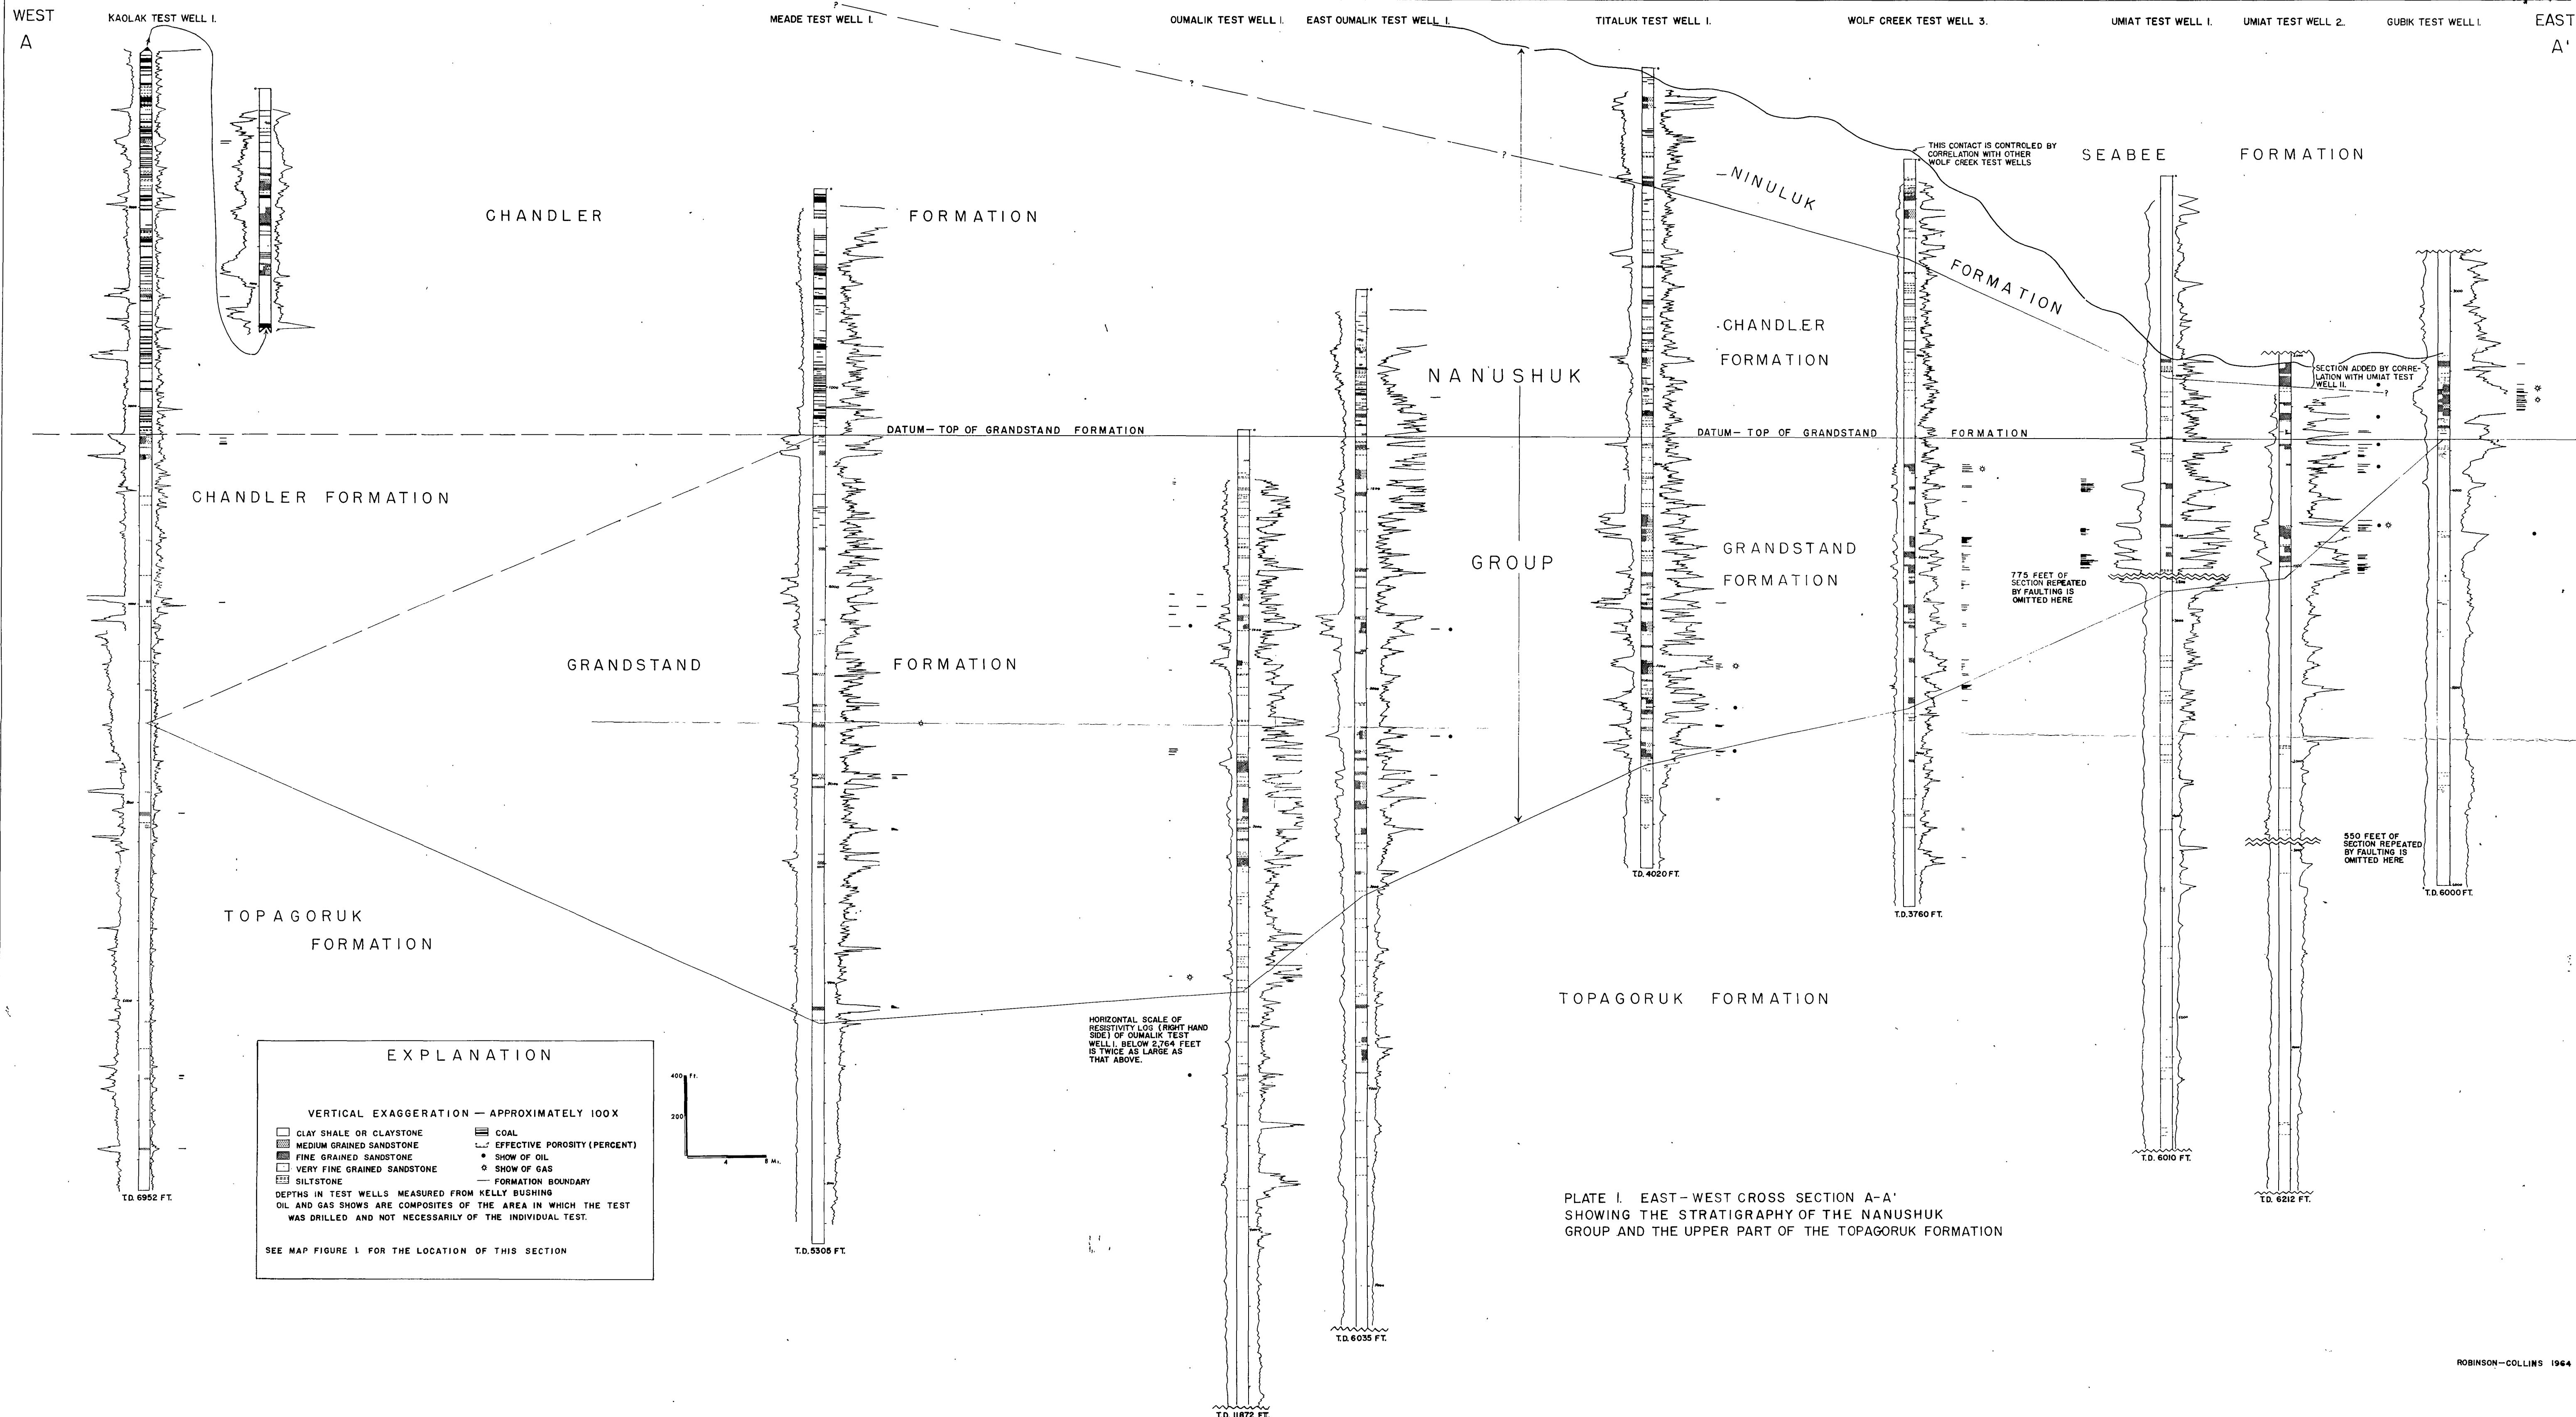 WEST
A
KAOLAK TEST WELL 1.
MEADE TEST WELL 1.
OUMALIK TEST WELL 1.
EAST OUMALIK TEST WELL 1.
TITALUK TEST WELL 1.
WOLF CREEK TEST WELL 3.
UMIAT TEST WELL 1.
UMIAT TEST WELL 2.
GUBIK TEST WELL 1.
EAST
A'
?
?
?
THIS CONTACT IS CONTROLED BY
CORRELATION WITH OTHER
WOLF CREEK TEST WELLS
SEABEE FORMATION
NINULUK
FORMATION
CHANDLER FORMATION
CHANDLER
FORMATION
NANUSHUK
GROUP
SECTION ADDED BY CORRE-
LATION WITH UMIAT TEST
WELL 11.
?
DATUM— TOP OF GRANDSTAND FORMATION
DATUM— TOP OF GRANDSTAND FORMATION
CHANDLER FORMATION
GRANDSTAND
FORMATION
775 FEET OF
SECTION REPEATED
BY FAULTING IS
OMITTED HERE
GRANDSTAND FORMATION
550 FEET OF
SECTION REPEATED
BY FAULTING IS
OMITTED HERE
T.D. 4020 FT.
T.D. 3760 FT.
T.D. 6000 FT.
TOPAGORUK
FORMATION
TOPAGORUK FORMATION
HORIZONTAL SCALE OF
RESISTIVITY LOG (RIGHT HAND
SIDE) OF OUMALIK TEST
WELL 1. BELOW 2,764 FEET
IS TWICE AS LARGE AS
THAT ABOVE.
EXPLANATION
VERTICAL EXAGGERATION — APPROXIMATELY 100X
CLAY SHALE OR CLAYSTONE
MEDIUM GRAINED SANDSTONE
FINE GRAINED SANDSTONE
VERY FINE GRAINED SANDSTONE
SILTSTONE
COAL
EFFECTIVE POROSITY (PERCENT)
SHOW OF OIL
SHOW OF GAS
FORMATION BOUNDARY
DEPTHS IN TEST WELLS MEASURED FROM KELLY BUSHING
OIL AND GAS SHOWS ARE COMPOSITES OF THE AREA IN WHICH THE TEST
WAS DRILLED AND NOT NECESSARILY OF THE INDIVIDUAL TEST.
SEE MAP FIGURE 1 FOR THE LOCATION OF THIS SECTION
400 Ft.
200
4 8 Mi.
T.D. 6952 FT.
T.D. 5305 FT.
T.D. 6010 FT.
T.D. 6212 FT.
PLATE I. EAST-WEST CROSS SECTION A-A'
SHOWING THE STRATIGRAPHY OF THE NANUSHUK
GROUP AND THE UPPER PART OF THE TOPAGORUK FORMATION
T.D. 6035 FT.
ROBINSON-COLLINS 1964
T.D. 11872 FT.